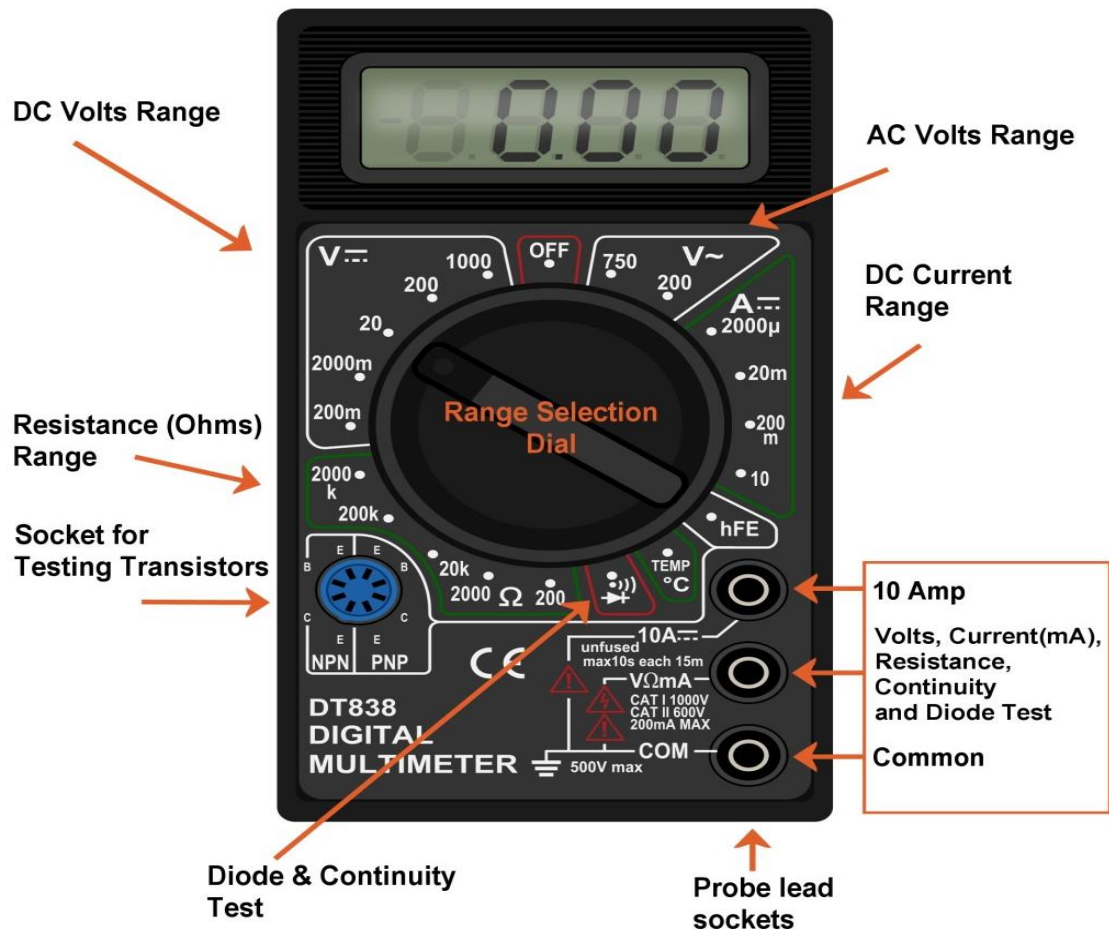 0.00
DC Volts Range
AC Volts Range
DC Current
Range
Resistance (Ohms)
Range
Socket for
Testing Transistors
V
1000
200
20
2000m
200m
OFF
750
V~
200
A
2000µ
20m
200
m
10
hFE
Range Selection
Dial
2000
k
200k
20k
2000
Ω
200
TEMP
°C
E E
B B
C C
E E
NPN PNP
CE
10A
unfused
max10s each 15m
VΩmA
CAT I 1000V
CAT II 600V
200mA MAX
COM
500V max
DT838
DIGITAL
MULTIMETER
10 Amp
Volts, Current(mA),
Resistance,
Continuity
and Diode Test
Common
Diode & Continuity
Test
Probe lead
sockets